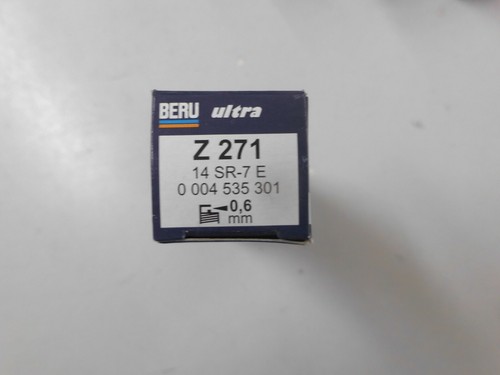 BERU ultra
Z 271
14 SR-7 E
0 004 535 301
0,6
mm